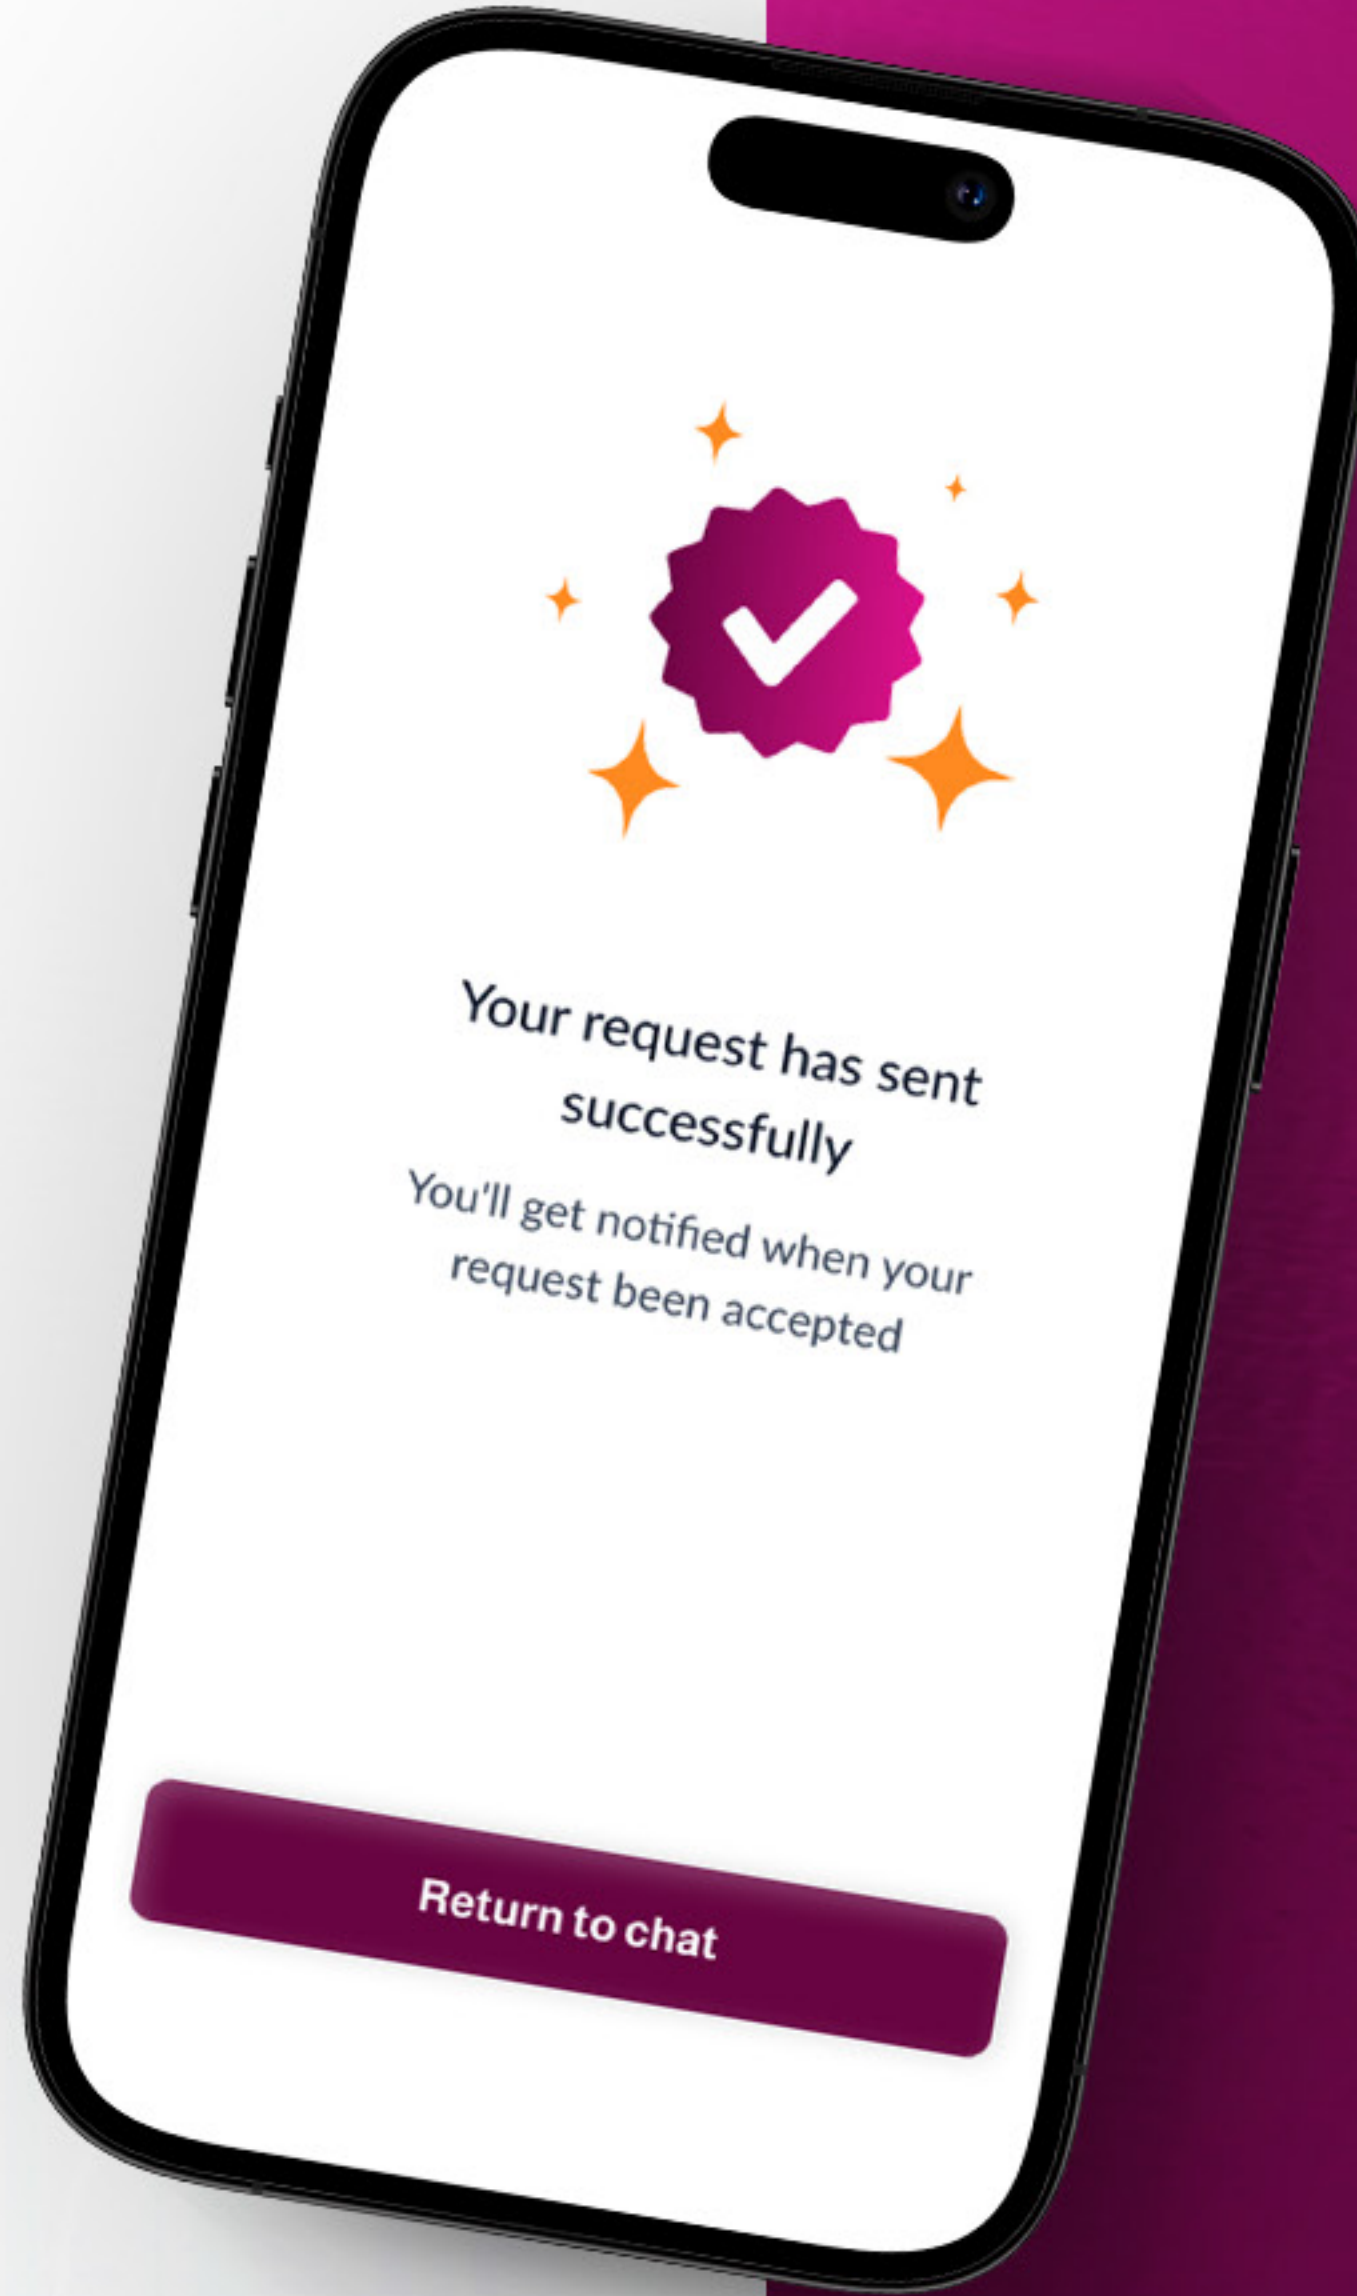 Your request has sent
successfully
You'll get notified when your
request been accepted
Return to chat